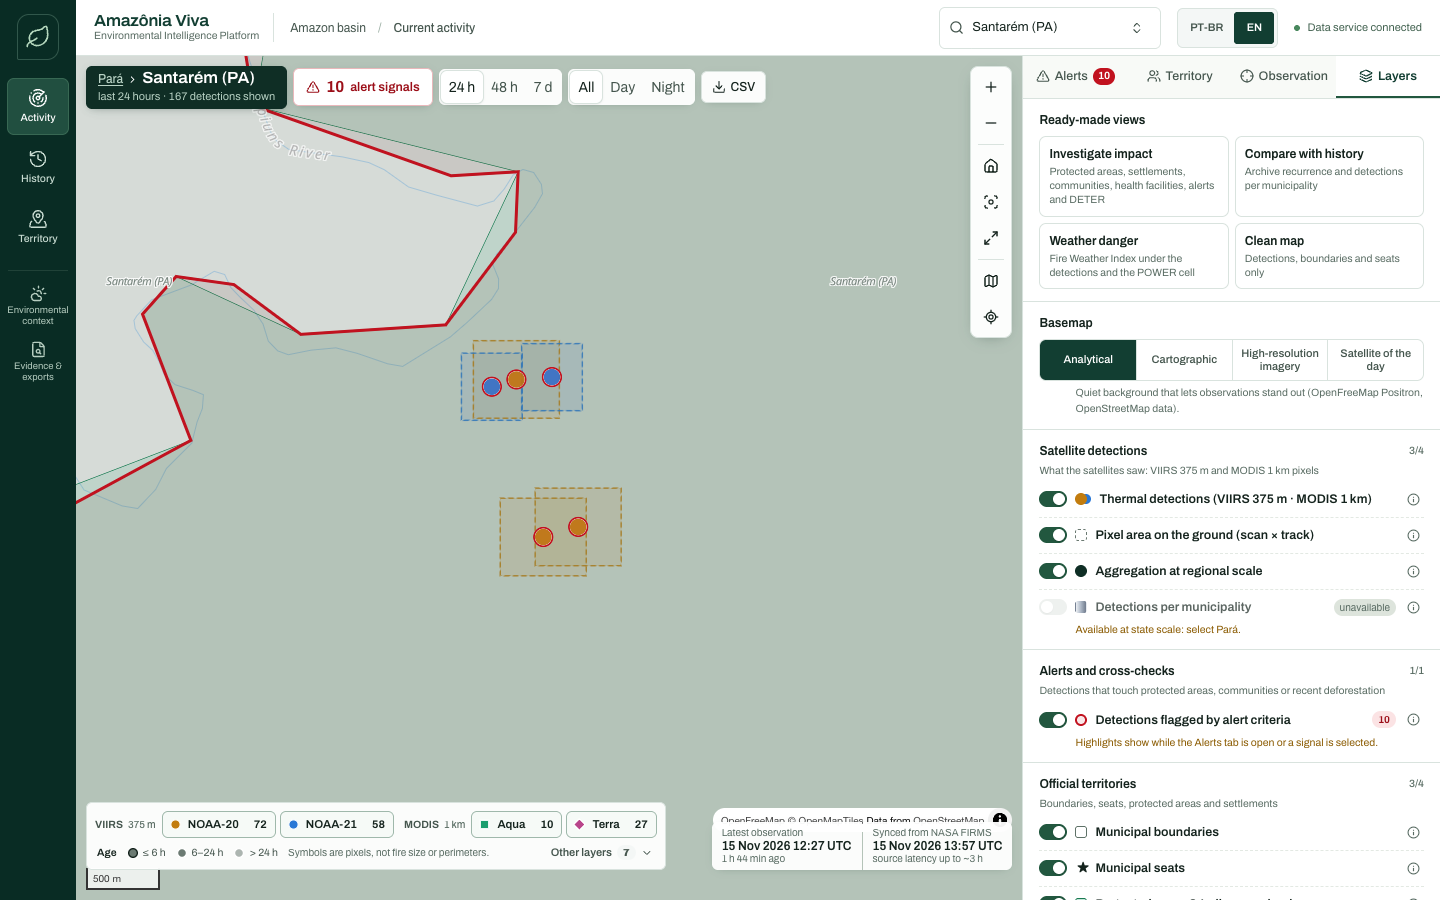 Amazônia Viva
Environmental Intelligence Platform
Amazon basin / Current activity
Santarém (PA)
PT-BR EN
Data service connected
Activity
History
Territory
Environmental context
Evidence & exports
Pará › Santarém (PA)
last 24 hours · 167 detections shown
10 alert signals
24 h 48 h 7 d
All Day Night
CSV
River
Santarém (PA)
Santarém (PA)
VIIRS 375 m NOAA-20 72 NOAA-21 58 MODIS 1 km Aqua 10 Terra 27
Age ≤ 6 h 6–24 h > 24 h Symbols are pixels, not fire size or perimeters. Other layers 7
500 m
OpenFreeMap © OpenMapTiles Data from OpenStreetMap
Latest observation
15 Nov 2026 12:27 UTC
1 h 44 min ago
Synced from NASA FIRMS
15 Nov 2026 13:57 UTC
source latency up to ~3 h
Alerts 10 Territory Observation Layers
Ready-made views
Investigate impact
Protected areas, settlements,
communities, health facilities, alerts
and DETER
Compare with history
Archive recurrence and detections
per municipality
Weather danger
Fire Weather Index under the
detections and the POWER cell
Clean map
Detections, boundaries and seats
only
Basemap
Analytical
Cartographic
High-resolution
imagery
Satellite of the
day
Quiet background that lets observations stand out (OpenFreeMap Positron,
OpenStreetMap data).
Satellite detections 3/4
What the satellites saw: VIIRS 375 m and MODIS 1 km pixels
Thermal detections (VIIRS 375 m · MODIS 1 km)
Pixel area on the ground (scan × track)
Aggregation at regional scale
Detections per municipality unavailable
Available at state scale: select Pará.
Alerts and cross-checks 1/1
Detections that touch protected areas, communities or recent deforestation
Detections flagged by alert criteria 10
Highlights show while the Alerts tab is open or a signal is selected.
Official territories 3/4
Boundaries, seats, protected areas and settlements
Municipal boundaries
Municipal seats